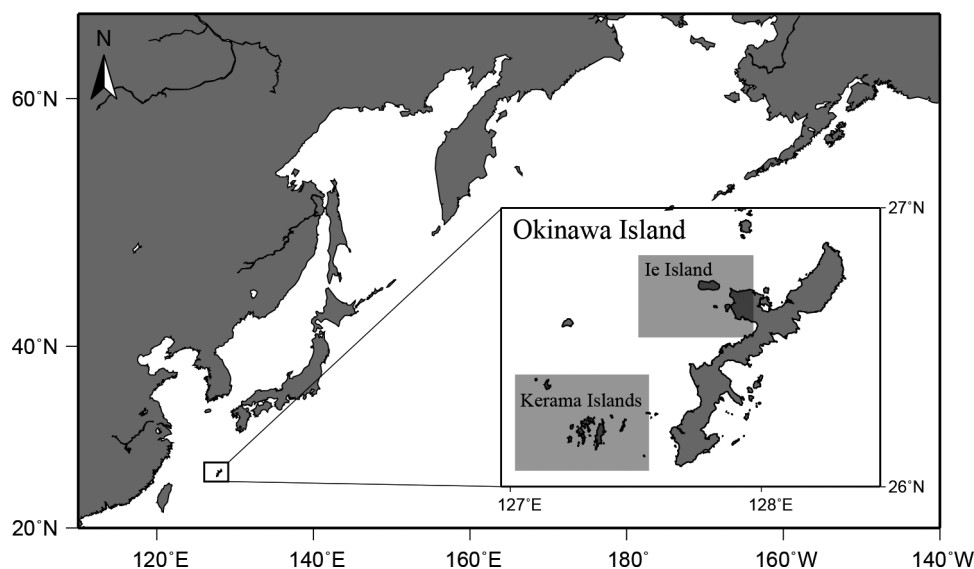 N
60˚N
40˚N
20˚N
120˚E
140˚E
160˚E
180˚
160˚W
140˚W
Okinawa Island
Ie Island
Kerama Islands
27˚N
26˚N
127˚E
128˚E